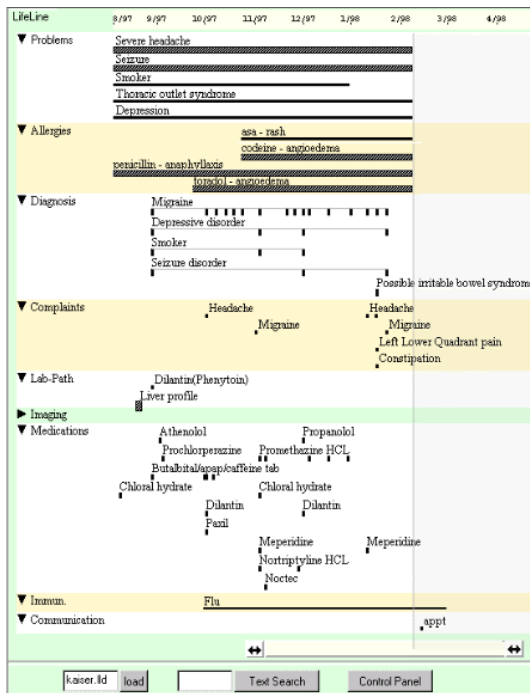 LifeLine 8/97 9/97 10/97 11/97 12/97 1/98 2/98 3/98 4/98
Problems Severe headache
Seizure
Smoker
Thoracic outlet syndrome
Depression
Allergies asa - rash
codeine - angioedema
penicillin - anaphyllaxis
toradol - angioedema
Diagnosis Migraine
Depressive disorder
Smoker
Seizure disorder
Possible irritable bowel syndrome
Complaints Headache Headache
Migraine Migraine
Left Lower Quadrant pain
Constipation
Lab-Path Dilantin(Phenytoin)
Liver profile
Imaging
Medications Athenolol Propanolol
Prochlorperazine Promethazine HCL
Butalbital/apap/caffeine tab
Chloral hydrate Chloral hydrate
Dilantin Dilantin
Paxil
Meperidine Meperidine
Nortriptyline HCL
Noctec
Immun. Flu
Communication appt
kaiser.lld load Text Search Control Panel